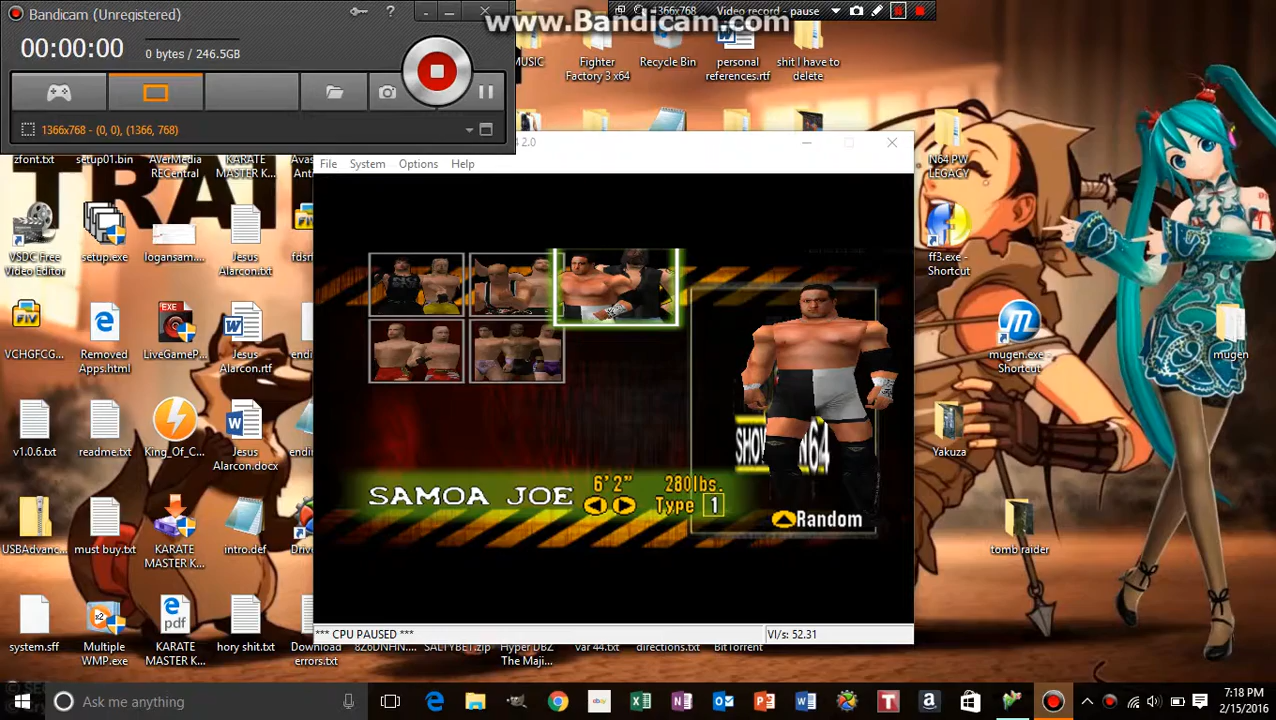 Bandicam (Unregistered)
www.Bandicam.com
1366x768
Video record - pause
00:00:00
0 bytes / 246.5GB
1366x768 - (0, 0), (1366, 768)
MUSIC
Fighter
Factory 3 x64
Recycle Bin
personal
references.rtf
shit I have to
delete
2.0
File
System
Options
Help
zfont.txt
setup01.bin
AVerMedia
RECentral
KARATE
MASTER K...
N64 PW
LEGACY
VSDC Free
Video Editor
setup.exe
logansam...
Jesus
Alarcon.txt
ff3.exe -
Shortcut
VCHGFCG...
Removed
Apps.html
LiveGameP...
Jesus
Alarcon.rtf
mugen.exe -
Shortcut
mugen
v1.0.6.txt
readme.txt
King_Of_C...
Jesus
Alarcon.docx
Yakuza
SAMOA JOE
6'2"
280lbs.
Type 1
Random
USBAdvanc...
must buy.txt
KARATE
MASTER K...
intro.def
tomb raider
system.sff
Multiple
WMP.exe
KARATE
MASTER K...
hory shit.txt
Download
errors.txt
*** CPU PAUSED ***
VI/s: 52.31
8Z6DNHN...
Hyper DBZ
The Maji...
SALTYBET.zip
var 44.txt
directions.txt
BitTorrent
Ask me anything
7:18 PM
2/15/2016